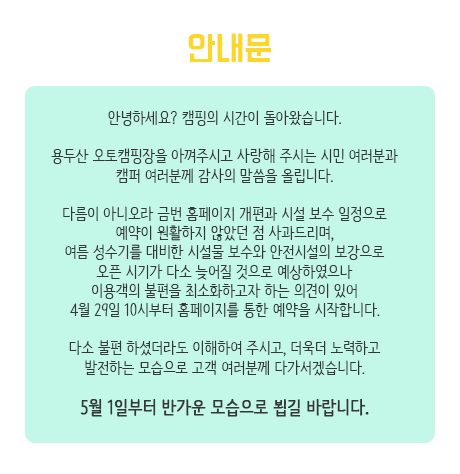 안내문
안녕하세요? 캠핑의 시간이 돌아왔습니다.
용두산 오토캠핑장을 아껴주시고 사랑해 주시는 시민 여러분과
캠퍼 여러분께 감사의 말씀을 올립니다.
다름이 아니오라 금번 홈페이지 개편과 시설 보수 일정으로
예약이 원활하지 않았던 점 사과드리며,
여름 성수기를 대비한 시설물 보수와 안전시설의 보강으로
오픈 시기가 다소 늦어질 것으로 예상하였으나
이용객의 불편을 최소화하고자 하는 의견이 있어
4월 29일 10시부터 홈페이지를 통한 예약을 시작합니다.
다소 불편 하셨더라도 이해하여 주시고, 더욱더 노력하고
발전하는 모습으로 고객 여러분께 다가서겠습니다.
5월 1일부터 반가운 모습으로 뵙길 바랍니다.